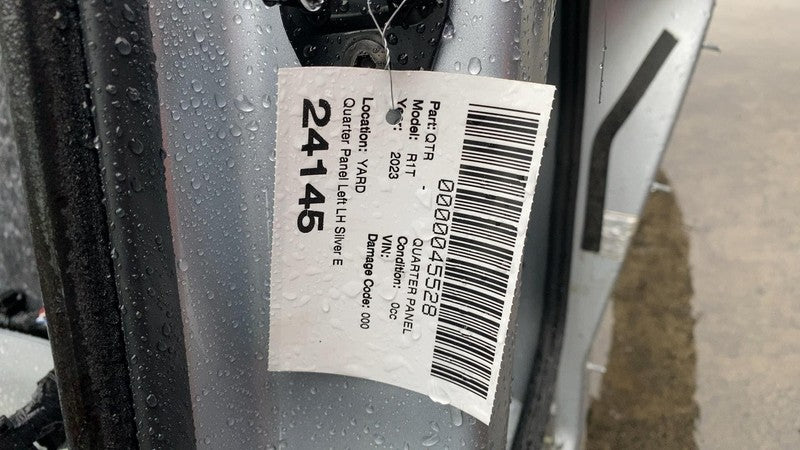 0000045528
Part: QTR - QUARTER PANEL
Model: R1T Condition: 0cc
Year: 2023 VIN:
Location: YARD Damage Code: 000
Quarter Panel Left LH Silver E
24145